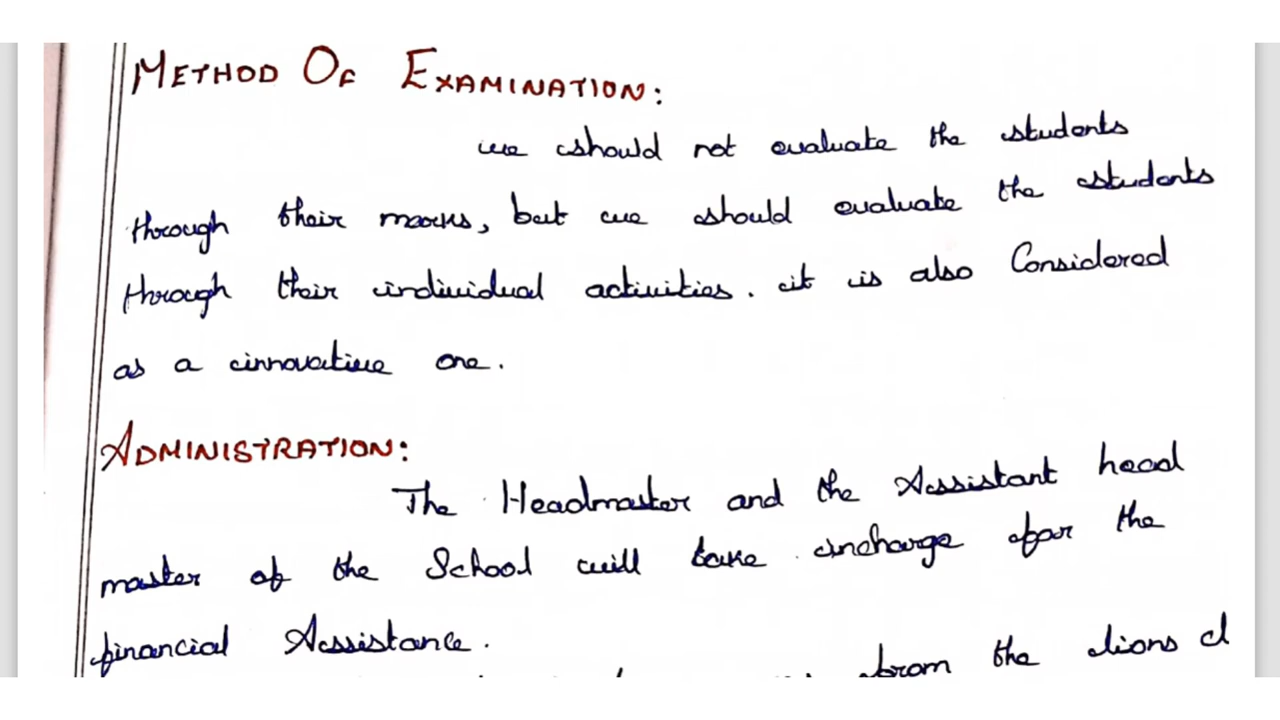 METHOD OF EXAMINATION:
we should not evaluate the students
through their marks, but we should evaluate the students
through their individual activities. it is also Considered
as a innovative one.
ADMINISTRATION:
The Headmaster and the Assistant head
master of the School will take incharge for the
financial Assistance.
from the lions cl